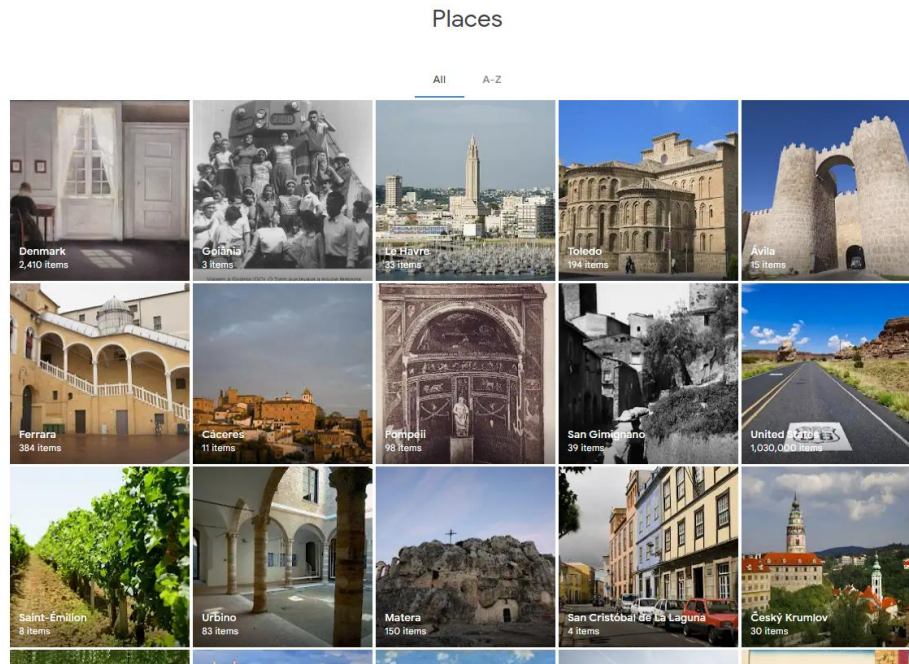 Places
All
A-Z
Denmark
2,410 items
Goiânia
3 items
Le Havre
33 items
Toledo
194 items
Ávila
15 items
Ferrara
384 items
Cáceres
11 items
Pompeii
98 items
San Gimignano
39 items
United States
1,030,000 items
Saint-Émilion
8 items
Urbino
83 items
Matera
150 items
San Cristóbal de La Laguna
4 items
Český Krumlov
30 items